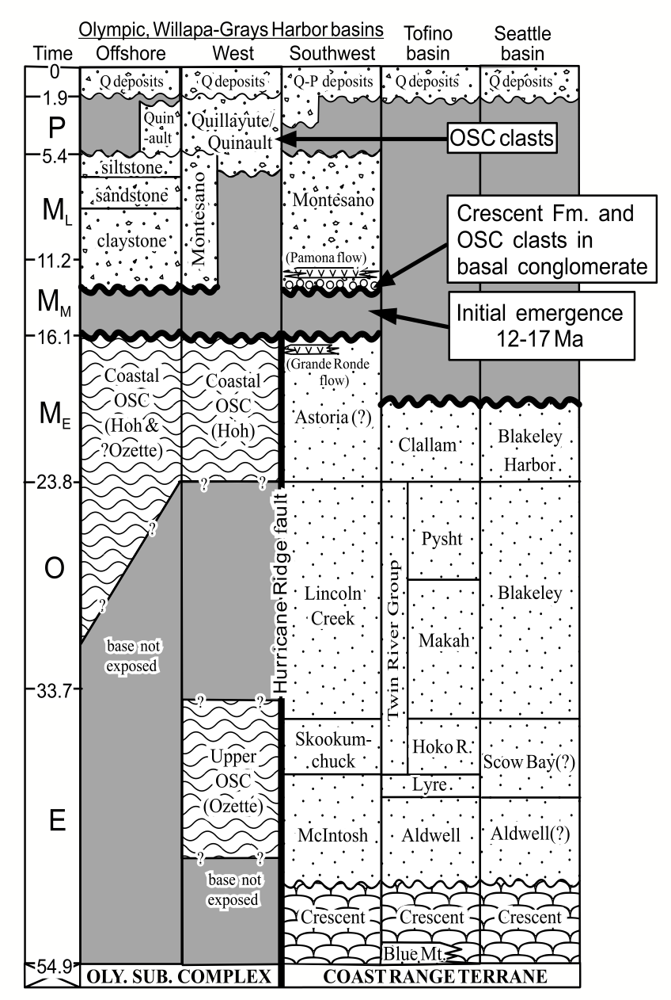 Olympic, Willapa-Grays Harbor basins
Time
Offshore
West
Southwest
Tofino
basin
Seattle
basin
0
Q deposits
Q deposits
Q-P deposits
Q deposits
Q deposits
1.9
P
Quin
-ault
Quillayute/
Quinault
OSC clasts
5.4
siltstone
sandstone
claystone
ML
Montesano
Montesano
Crescent Fm. and
OSC clasts in
basal conglomerate
11.2
(Pamona flow)
V V V V
MM
Initial emergence
12-17 Ma
16.1
V V V
(Grande Ronde
flow)
Coastal
OSC
(Hoh &
?Ozette)
Coastal
OSC
(Hoh)
ME
Astoria (?)
Clallam
Blakeley
Harbor
23.8
? ?
?
?
Hurricane Ridge fault
O
Lincoln
Creek
Twin River Group
Pysht
Makah
Blakeley
base not
exposed
33.7
? ?
Upper
OSC
(Ozette)
? ?
Skookum-
chuck
Hoko R.
Scow Bay(?)
Lyre
E
McIntosh
Aldwell
Aldwell(?)
base not
exposed
Crescent
Crescent
Crescent
Blue Mt.
54.9
OLY. SUB. COMPLEX
COAST RANGE TERRANE